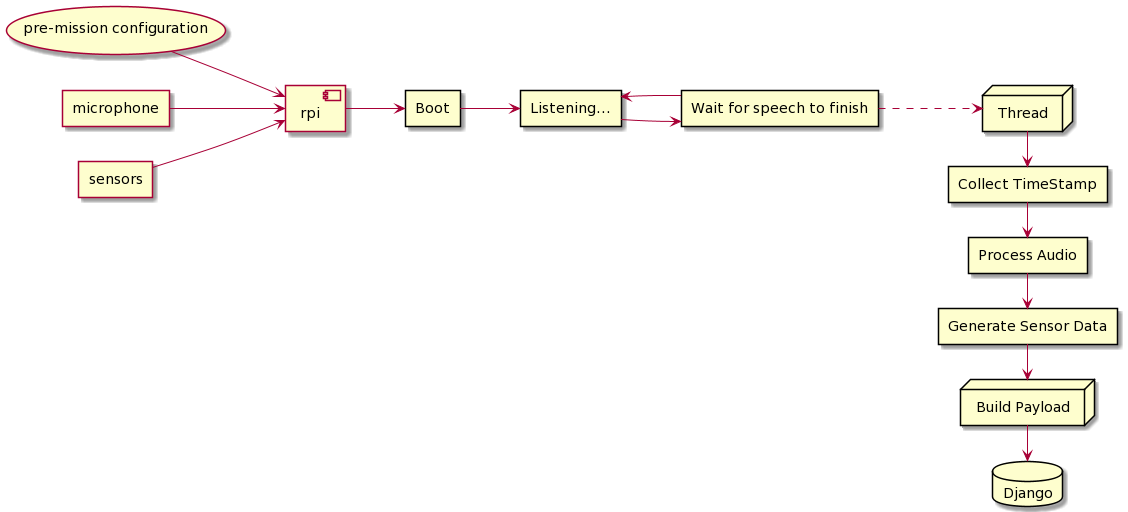 pre-mission configuration
microphone
sensors
rpi
Boot
Listening...
Wait for speech to finish
Thread
Collect TimeStamp
Process Audio
Generate Sensor Data
Build Payload
Django